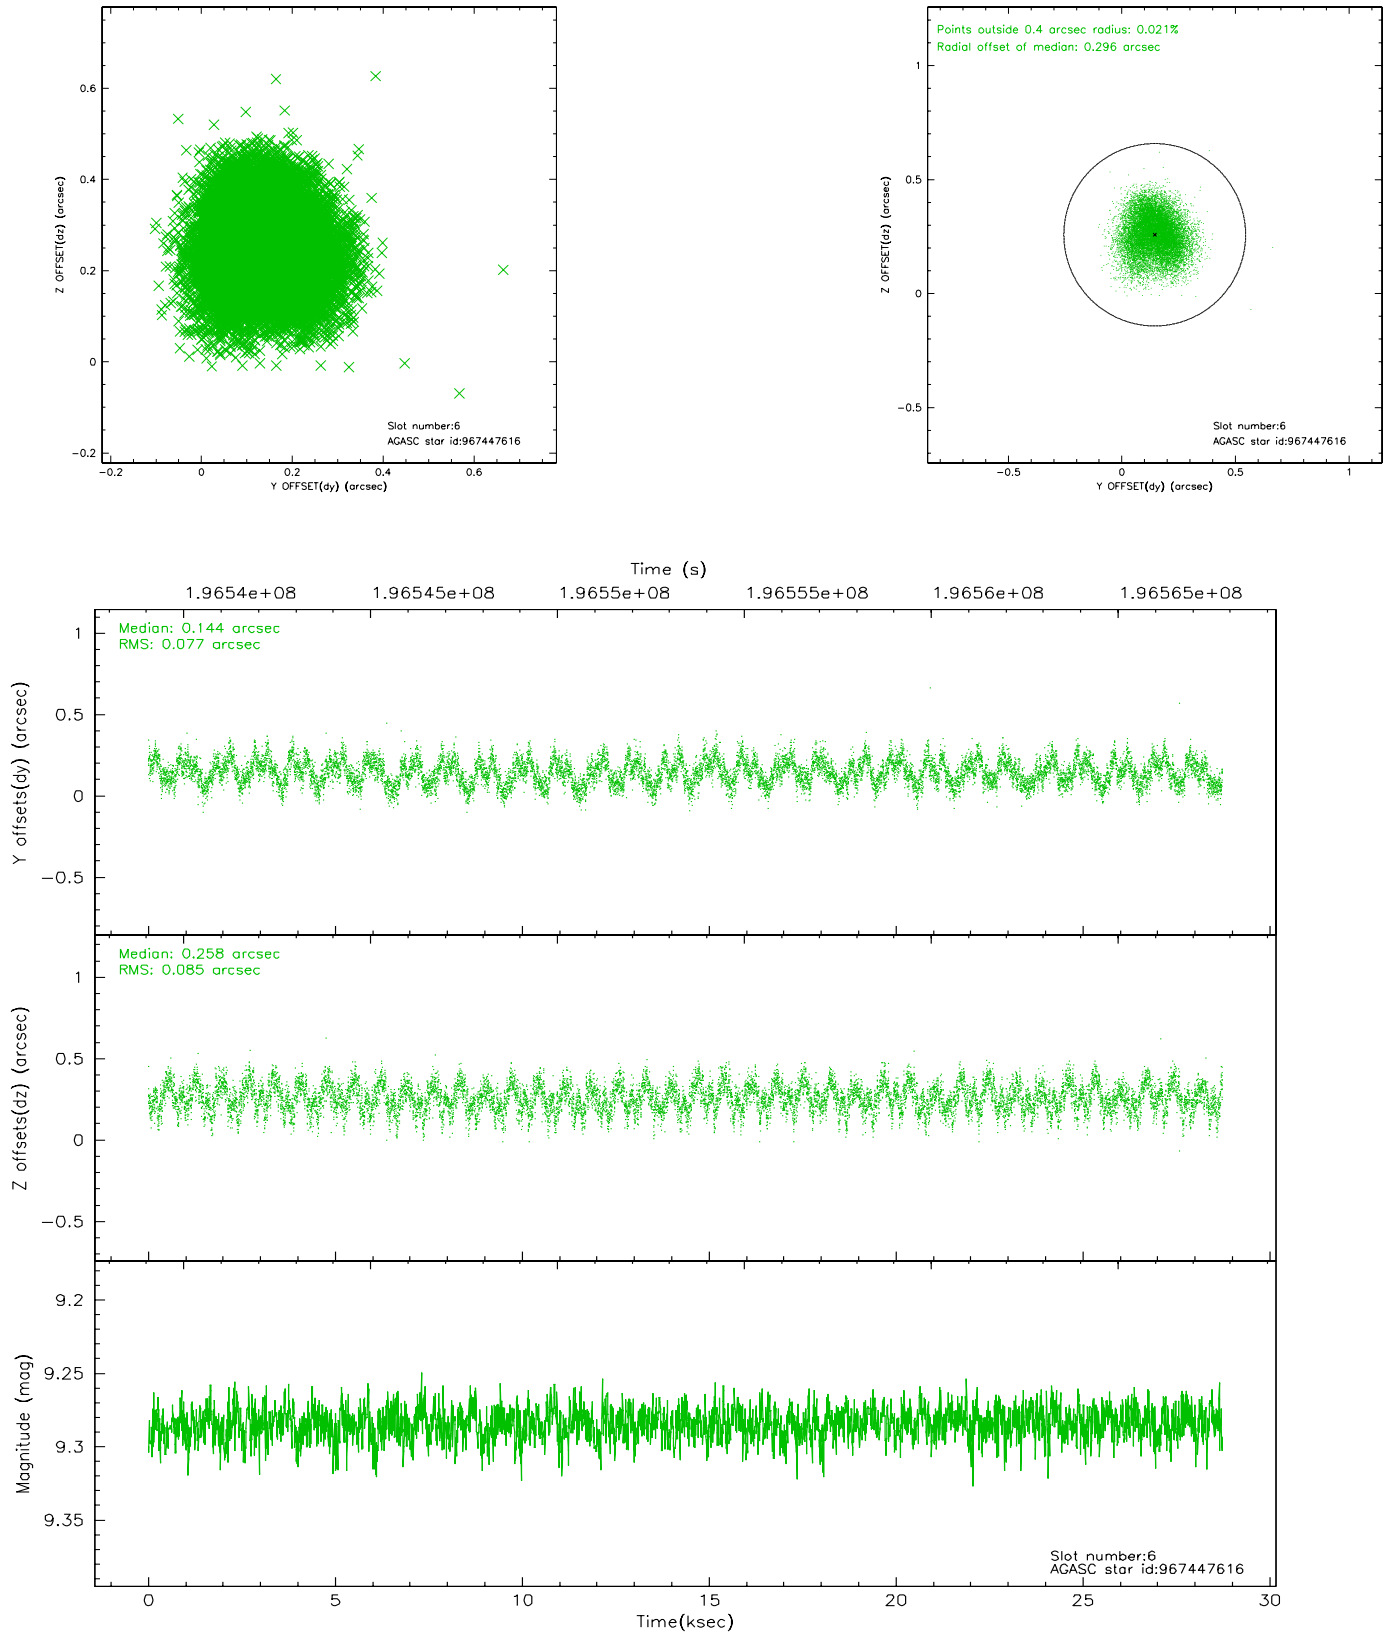 0.6
0.4
0.2
0
-0.2
Z OFFSET(dz) (arcsec)
Slot number:6
AGASC star id:967447616
-0.2 0 0.2 0.4 0.6
Y OFFSET(dy) (arcsec)
Points outside 0.4 arcsec radius: 0.021%
Radial offset of median: 0.296 arcsec
1
0.5
0
-0.5
Z OFFSET(dz) (arcsec)
Slot number:6
AGASC star id:967447616
-0.5 0 0.5 1
Y OFFSET(dy) (arcsec)
Time (s)
1.9654e+08 1.96545e+08 1.9655e+08 1.96555e+08 1.9656e+08 1.96565e+08
Median: 0.144 arcsec
RMS: 0.077 arcsec
1
0.5
0
-0.5
Y offsets(dy) (arcsec)
Median: 0.258 arcsec
RMS: 0.085 arcsec
1
0.5
0
-0.5
Z offsets(dz) (arcsec)
9.2
9.25
9.3
9.35
Magnitude (mag)
Slot number:6
AGASC star id:967447616
0 5 10 15 20 25 30
Time(ksec)